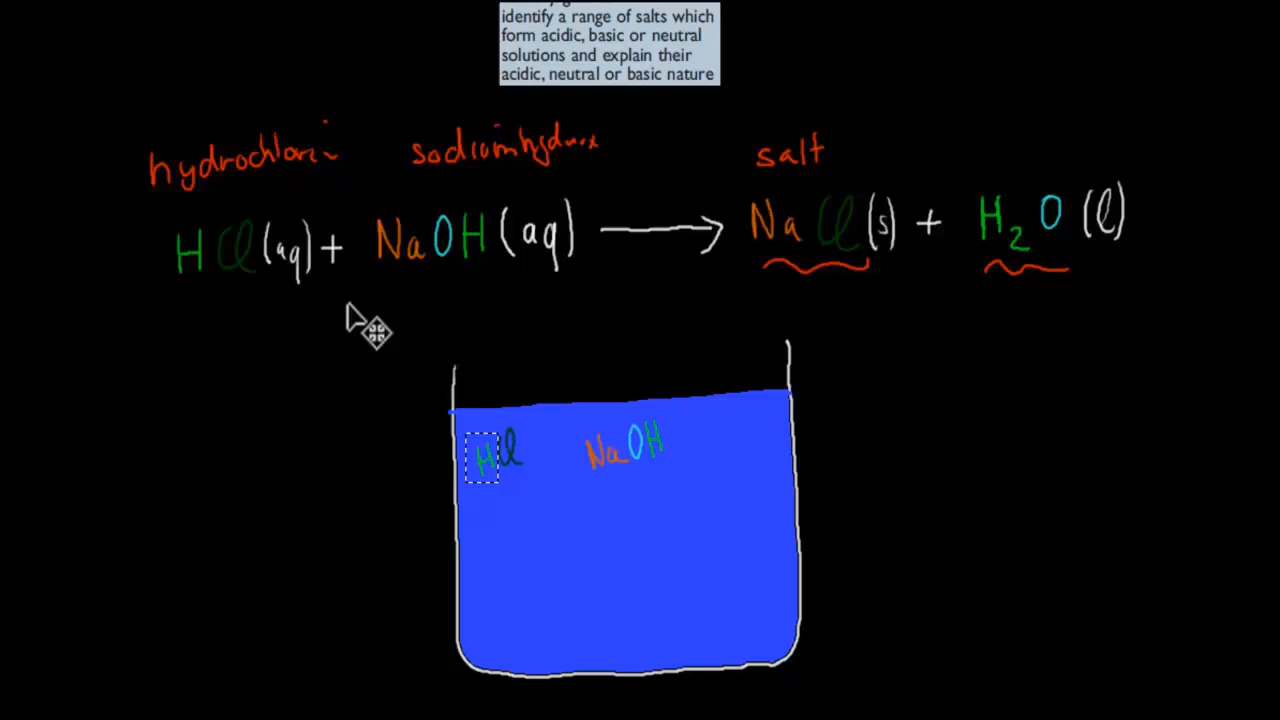 identify a range of salts which
form acidic, basic or neutral
solutions and explain their
acidic, neutral or basic nature
salt
HCl(aq) + NaOH(aq) → NaCl(s) + H₂O(l)
HCl NaOH